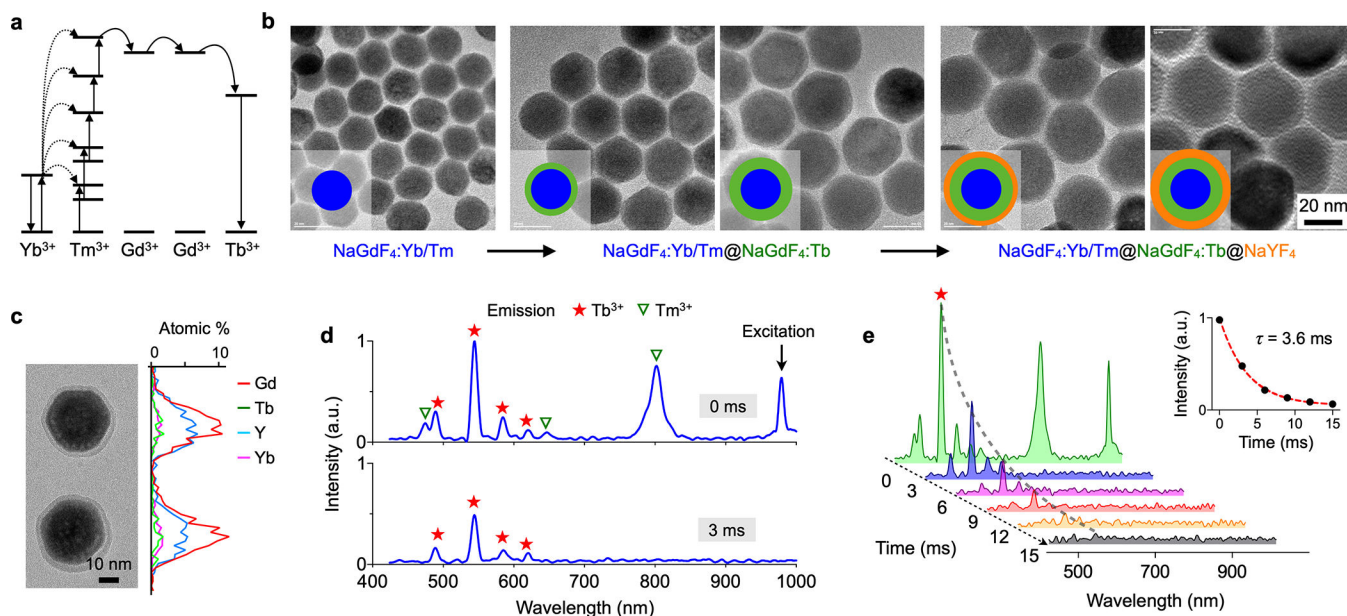 a
Yb3+ Tm3+ Gd3+ Gd3+ Tb3+
b
20 nm
NaGdF4:Yb/Tm
NaGdF4:Yb/Tm@NaGdF4:Tb
NaGdF4:Yb/Tm@NaGdF4:Tb@NaYF4
c
Atomic %
0 5 10
Gd
Tb
Y
Yb
10 nm
d
Emission ★ Tb3+ ▽ Tm3+
Excitation
Intensity (a.u.)
1
0
0 ms
1
0
3 ms
400 500 600 700 800 900 1000
Wavelength (nm)
e
Intensity (a.u.)
1
0
τ = 3.6 ms
0 5 10 15
Time (ms)
0
3
6
9
12
15
Time (ms)
500 700 900
Wavelength (nm)